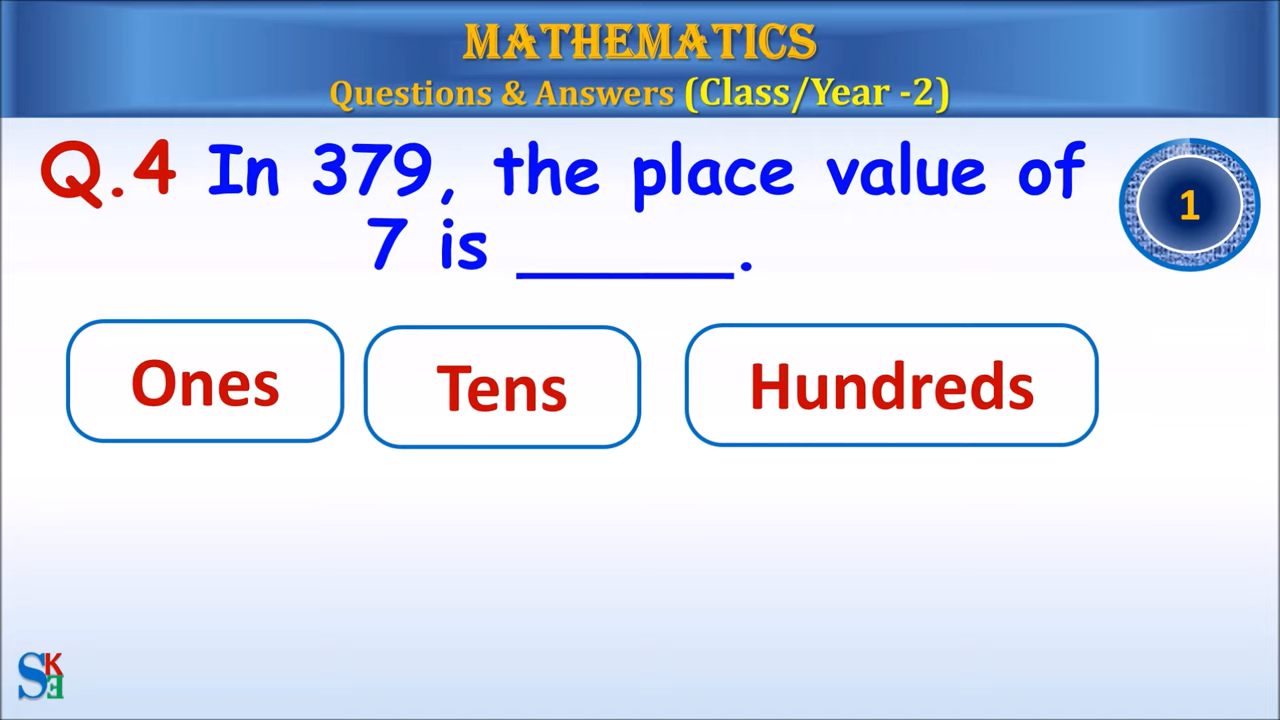 MATHEMATICS
Questions & Answers (Class/Year -2)
Q.4 In 379, the place value of
7 is ______.
1
Ones
Tens
Hundreds
SKE